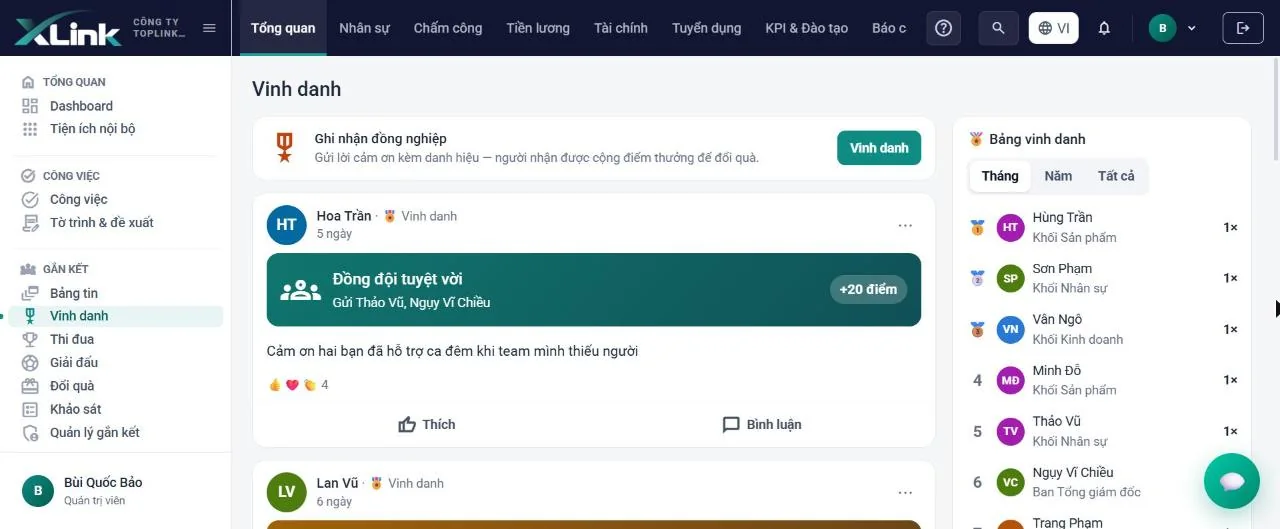 XLink
CÔNG TY
TOPLINK...
Tổng quan
Nhân sự
Chấm công
Tiền lương
Tài chính
Tuyển dụng
KPI & Đào tạo
Báo c
VI
B
TỔNG QUAN
Dashboard
Tiện ích nội bộ
CÔNG VIỆC
Công việc
Tờ trình & đề xuất
GẮN KẾT
Bảng tin
Vinh danh
Thi đua
Giải đấu
Đổi quà
Khảo sát
Quản lý gắn kết
B
Bùi Quốc Bảo
Quản trị viên
Vinh danh
Ghi nhận đồng nghiệp
Gửi lời cảm ơn kèm danh hiệu — người nhận được cộng điểm thưởng để đổi quà.
Vinh danh
HT
Hoa Trần · Vinh danh
5 ngày
Đồng đội tuyệt vời
Gửi Thảo Vũ, Ngụy Vĩ Chiều
+20 điểm
Cảm ơn hai bạn đã hỗ trợ ca đêm khi team mình thiếu người
4
Thích
Bình luận
LV
Lan Vũ · Vinh danh
6 ngày
Bảng vinh danh
Tháng
Năm
Tất cả
1
HT
Hùng Trần
Khối Sản phẩm
1×
2
SP
Sơn Phạm
Khối Nhân sự
1×
3
VN
Vân Ngô
Khối Kinh doanh
1×
4
MĐ
Minh Đỗ
Khối Sản phẩm
1×
5
TV
Thảo Vũ
Khối Nhân sự
1×
6
VC
Ngụy Vĩ Chiều
Ban Tổng giám đốc
Trang Phạm